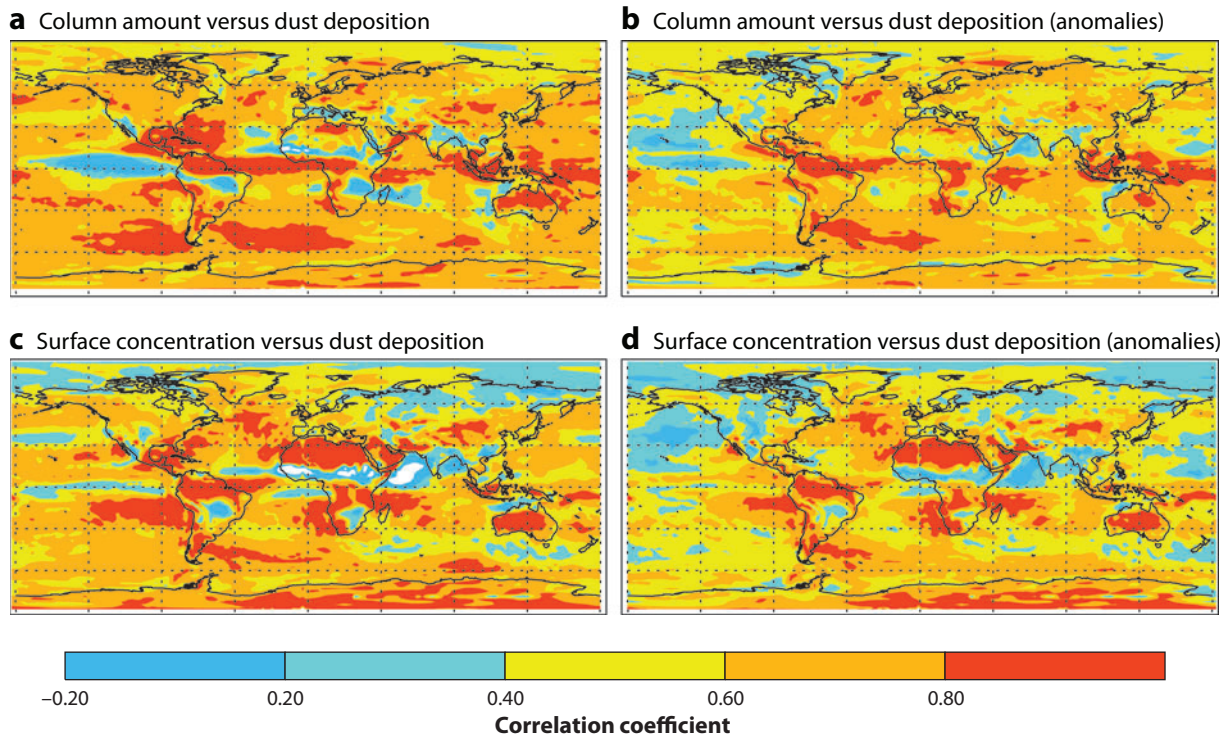 a Column amount versus dust deposition
b Column amount versus dust deposition (anomalies)
c Surface concentration versus dust deposition
d Surface concentration versus dust deposition (anomalies)
–0.20 0.20 0.40 0.60 0.80
Correlation coefficient